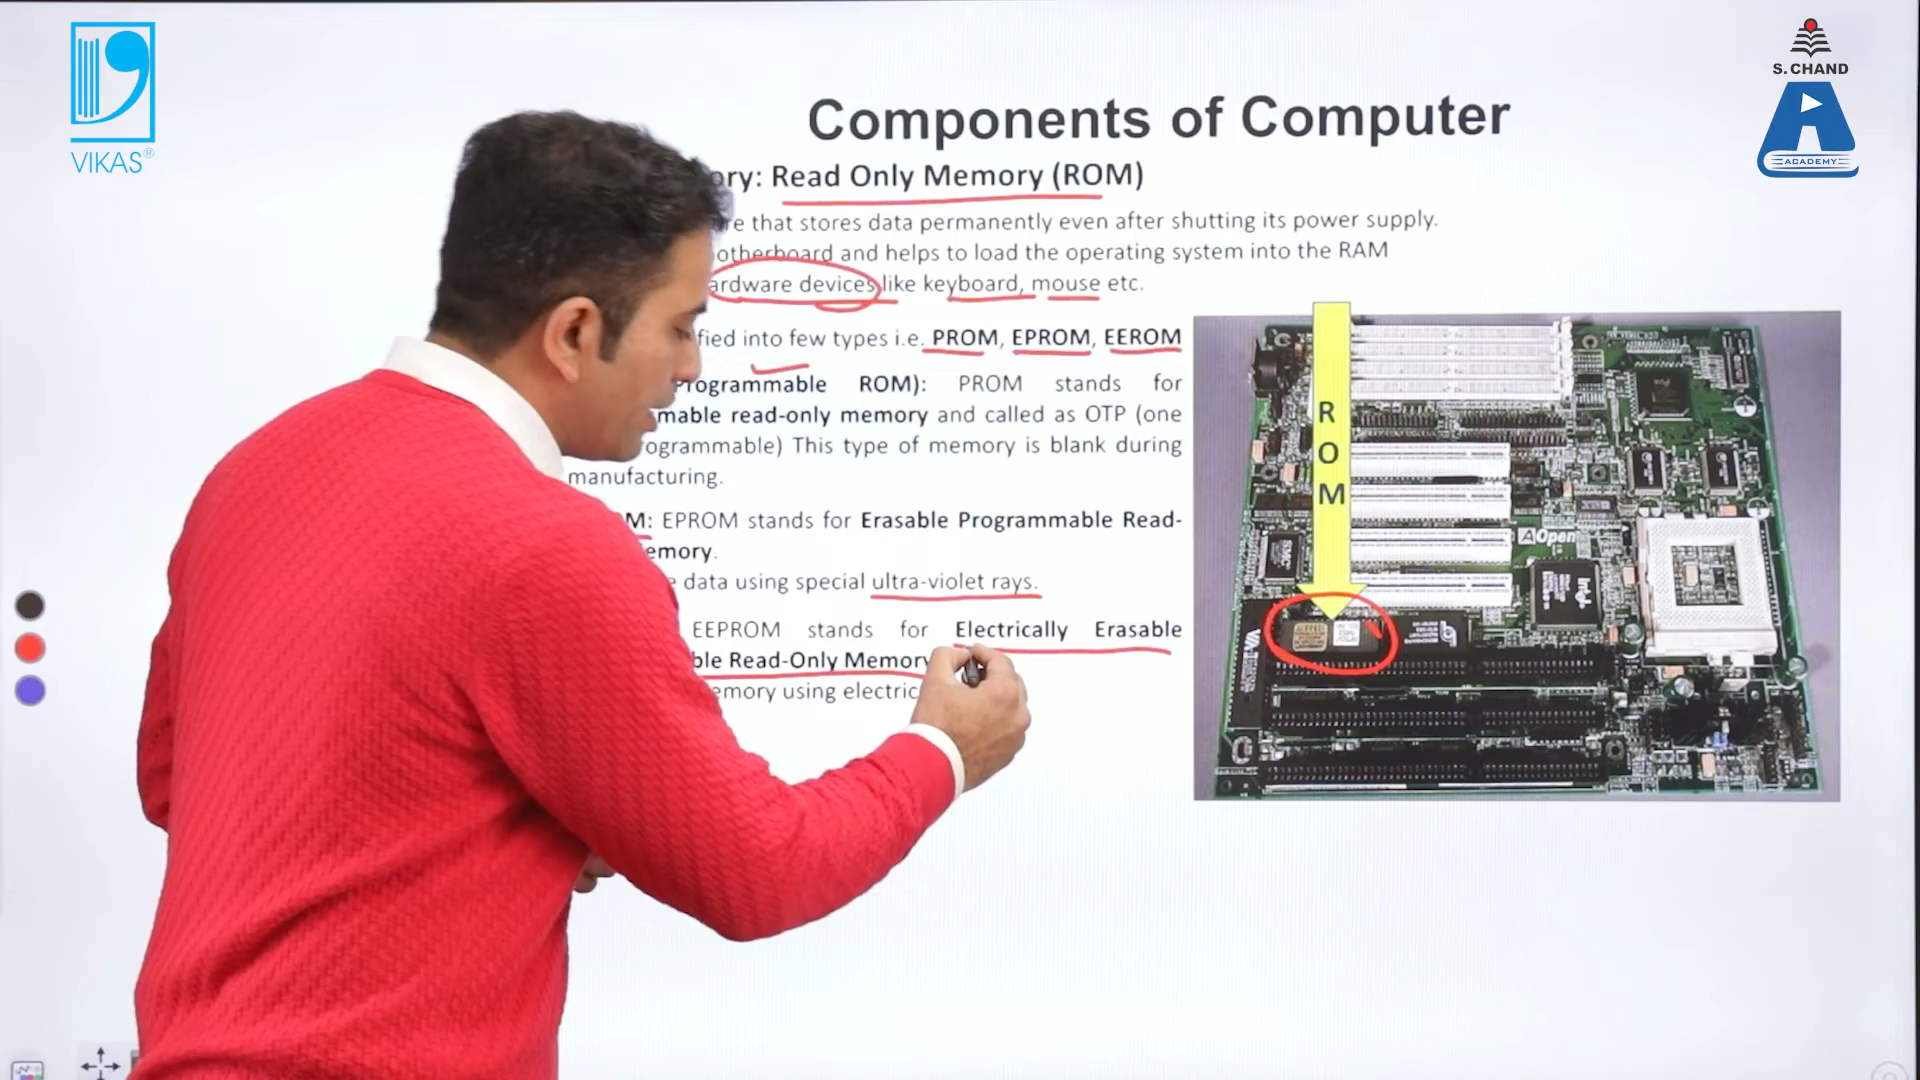 VIKAS®
S. CHAND
ACADEMY
Components of Computer
ory: Read Only Memory (ROM)
re that stores data permanently even after shutting its power supply.
otherboard and helps to load the operating system into the RAM
ardware devices like keyboard, mouse etc.
fied into few types i.e. PROM, EPROM, EEROM
rogrammable ROM): PROM stands for
mable read-only memory and called as OTP (one
ogrammable) This type of memory is blank during
manufacturing.
M: EPROM stands for Erasable Programmable Read-
emory.
e data using special ultra-violet rays.
EEPROM stands for Electrically Erasable
ble Read-Only Memory
emory using electric
ROM
AOpen
intel